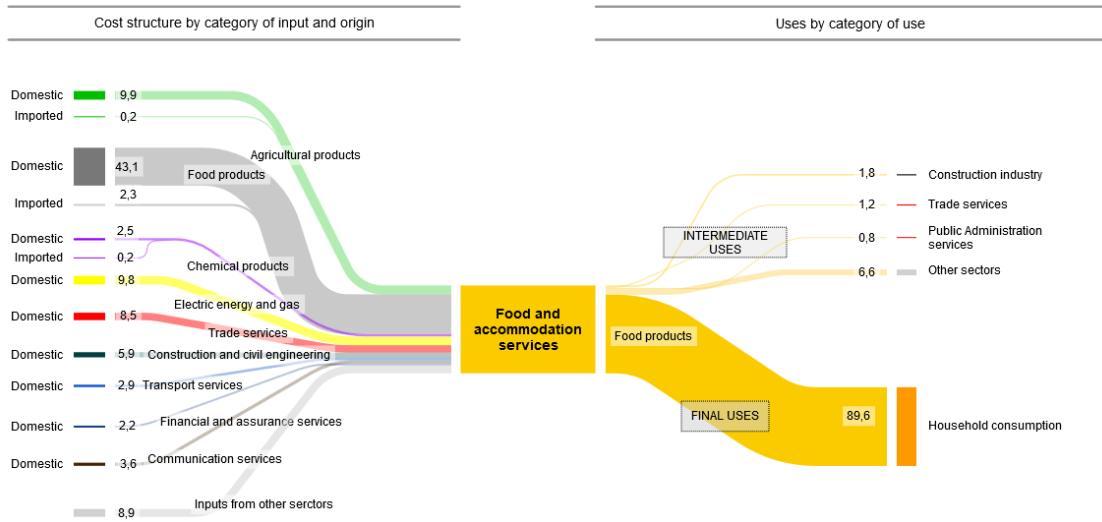 Cost structure by category of input and origin
Uses by category of use
Domestic 9,9
Imported 0,2
Agricultural products
Domestic 43,1
Food products
Imported 2,3
Domestic 2,5
Imported 0,2
Chemical products
Domestic 9,8
Electric energy and gas
Domestic 8,5
Trade services
Domestic 5,9
Construction and civil engineering
Domestic 2,9
Transport services
Domestic 2,2
Financial and assurance services
Domestic 3,6
Communication services
8,9
Inputs from other serctors
Food and
accommodation
services
INTERMEDIATE
USES
1,8 Construction industry
1,2 Trade services
0,8 Public Administration
services
6,6 Other sectors
Food products
FINAL USES
89,6 Household consumption